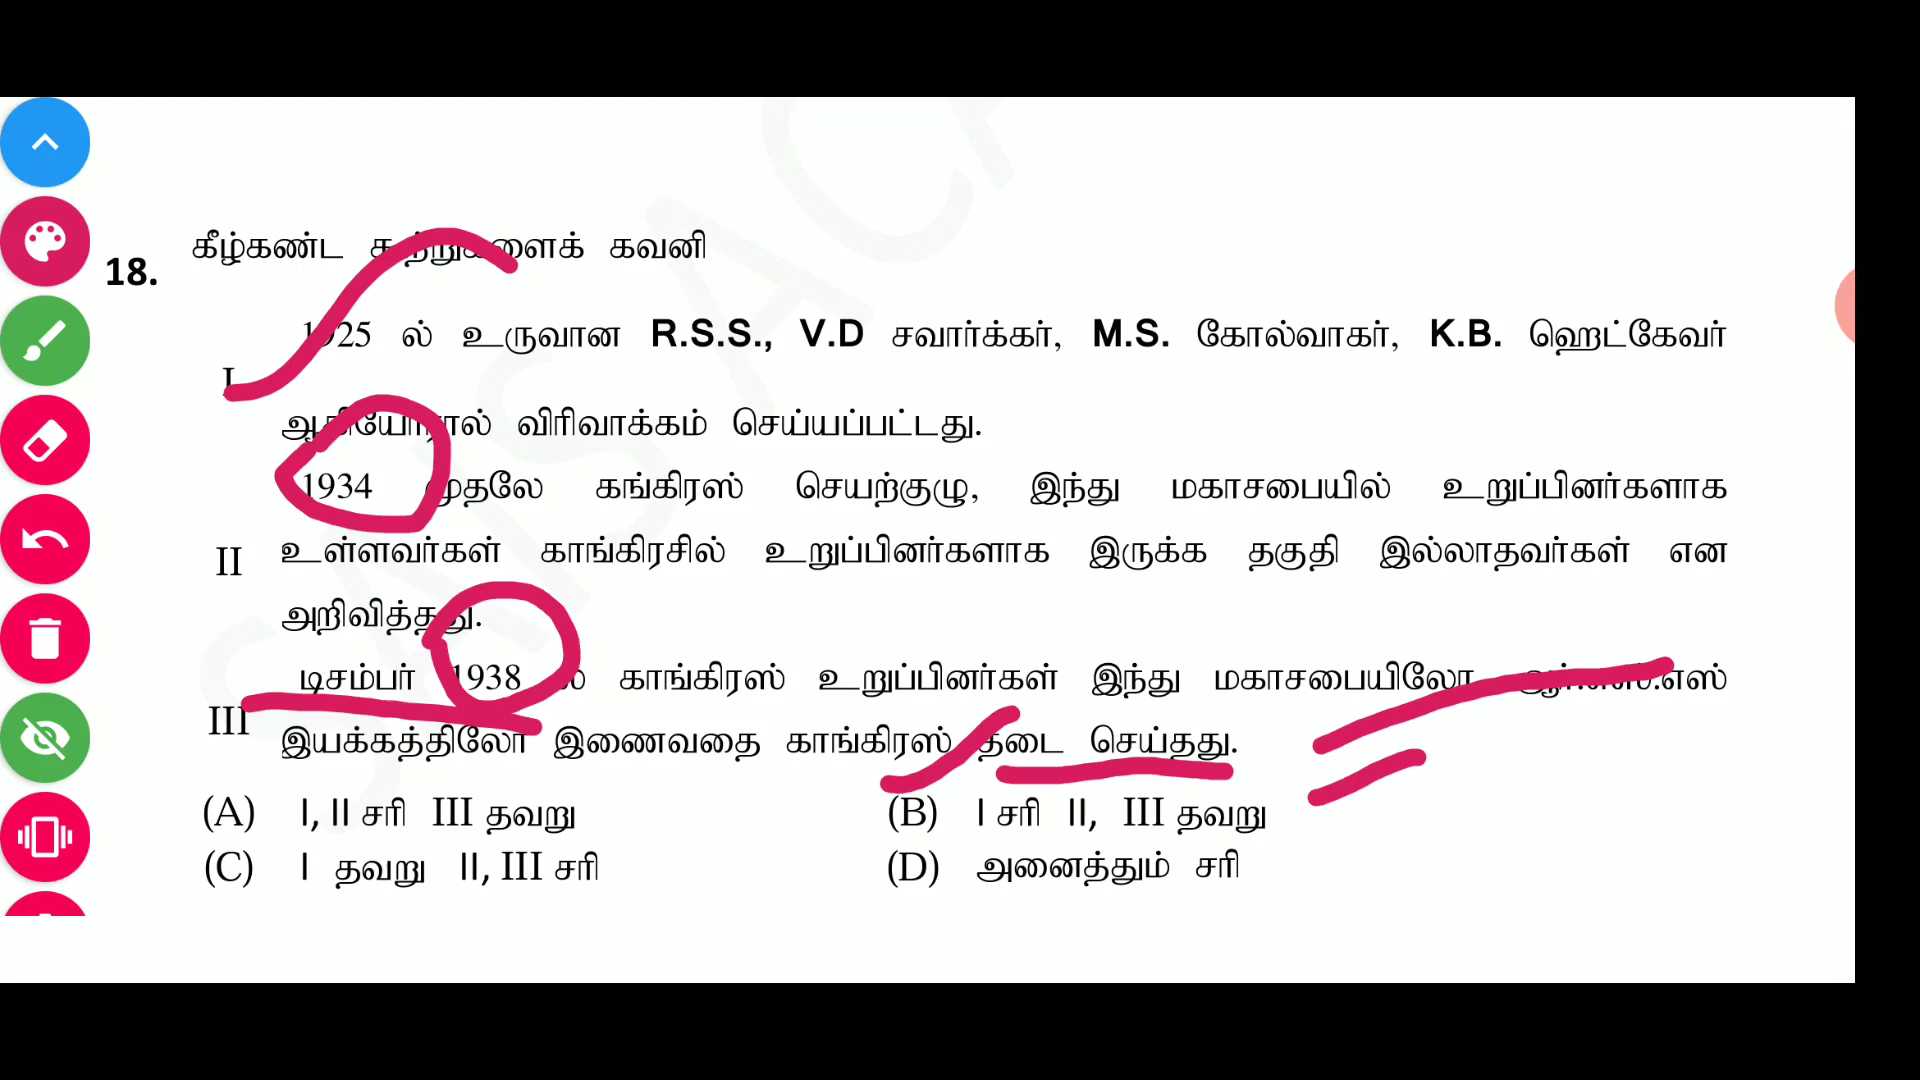 கீழ்கண்ட கூற்றுகளைக் கவனி
18.
1925 ல் உருவான R.S.S., V.D சவார்க்கர், M.S. கோல்வாகர், K.B. ஹெட்கேவர்
I
ஆகியோரால் விரிவாக்கம் செய்யப்பட்டது.
1934 முதலே கங்கிரஸ் செயற்குழு, இந்து மகாசபையில் உறுப்பினர்களாக
II உள்ளவர்கள் காங்கிரசில் உறுப்பினர்களாக இருக்க தகுதி இல்லாதவர்கள் என
அறிவித்தது.
டிசம்பர் 1938 ல் காங்கிரஸ் உறுப்பினர்கள் இந்து மகாசபையிலோ ஆர்.எஸ்.எஸ்
III இயக்கத்திலோ இணைவதை காங்கிரஸ் தடை செய்தது.
(A) I, II சரி III தவறு (B) I சரி II, III தவறு
(C) I தவறு II, III சரி (D) அனைத்தும் சரி